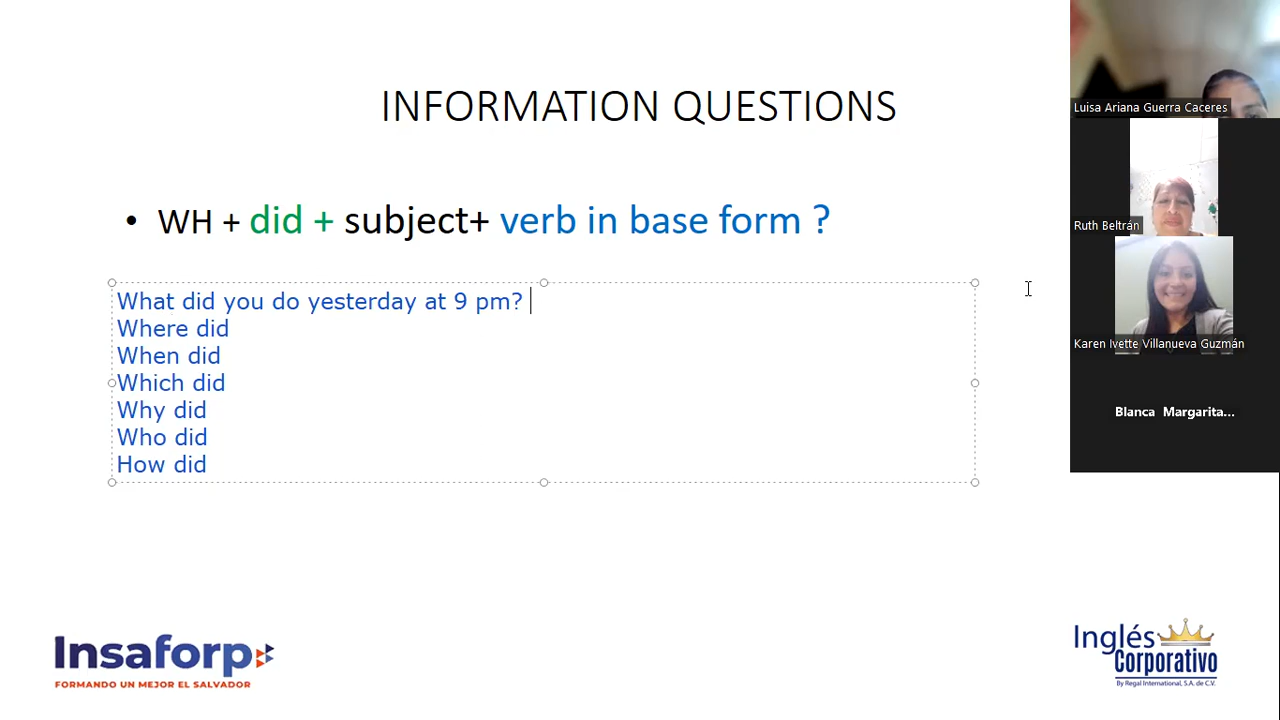 INFORMATION QUESTIONS
• WH + did + subject+ verb in base form ?
What did you do yesterday at 9 pm?
Where did
When did
Which did
Why did
Who did
How did
Insaforp
FORMANDO UN MEJOR EL SALVADOR
Inglés
Corporativo
By Regal International, S.A. de C.V.
Luisa Ariana Guerra Caceres
Ruth Beltrán
Karen Ivette Villanueva Guzmán
Blanca Margarita...